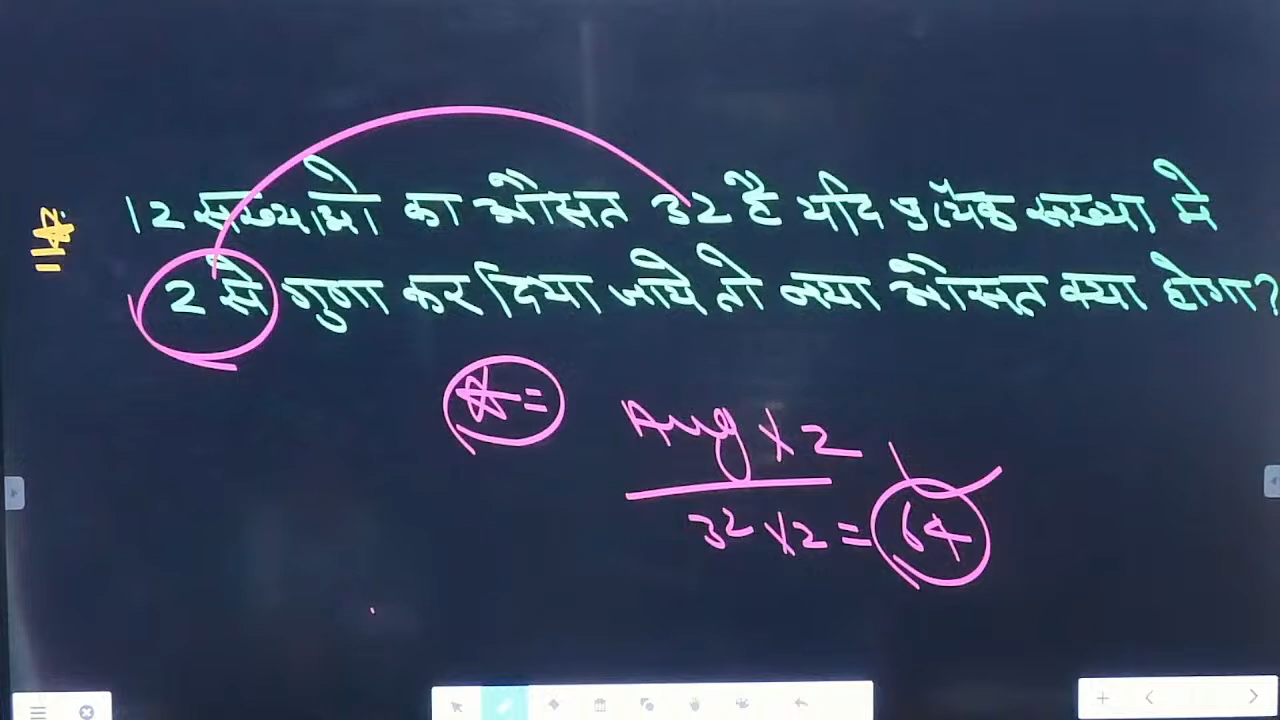 12 संख्याओ का औसत 32 है यदि प्रत्येक संख्या मे
2 से गुणा कर दिया जाये तो नया औसत क्या होगा?
Avg x 2
32 x 2 = 64